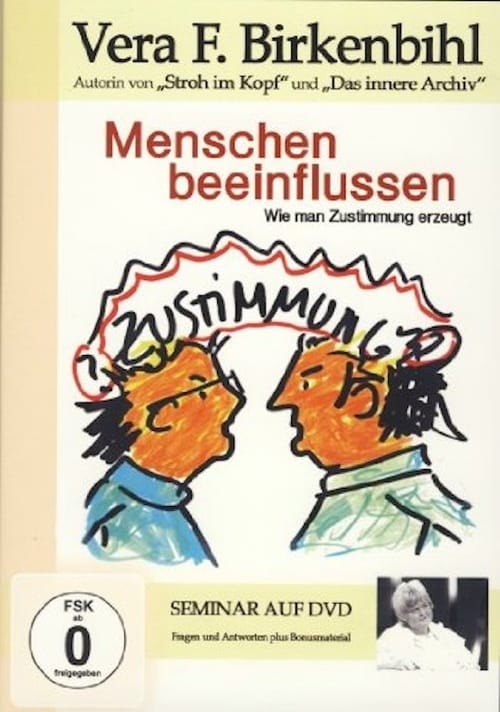 Vera F. Birkenbihl
Autorin von „Stroh im Kopf“ und „Das innere Archiv“
Menschen
beeinflussen
Wie man Zustimmung erzeugt
ZUSTIMMUNG
SEMINAR AUF DVD
Fragen und Antworten plus Bonusmaterial
FSK
ab
0
freigegeben